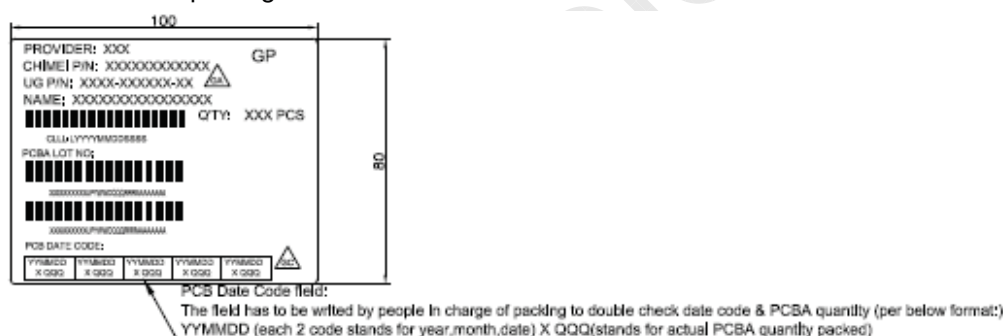 100
PROVIDER: XXX
GP
CHIMEI P/N: XXXXXXXXXXXX
UG P/N: XXXX-XXXXXX-XX
NAME: XXXXXXXXXXXXXXXX
Q'TY: XXX PCS
PCBA LOT NO:
80
PCB DATE CODE:
YYMMDD YYMMDD YYMMDD YYMMDD YYMMDD
X QQQ X QQQ X QQQ X QQQ X QQQ
PCB Date Code field:
The field has to be writed by people in charge of packing to double check date code & PCBA quantity (per below format):
YYMMDD (each 2 code stands for year,month,date) X QQQ(stands for actual PCBA quantity packed)